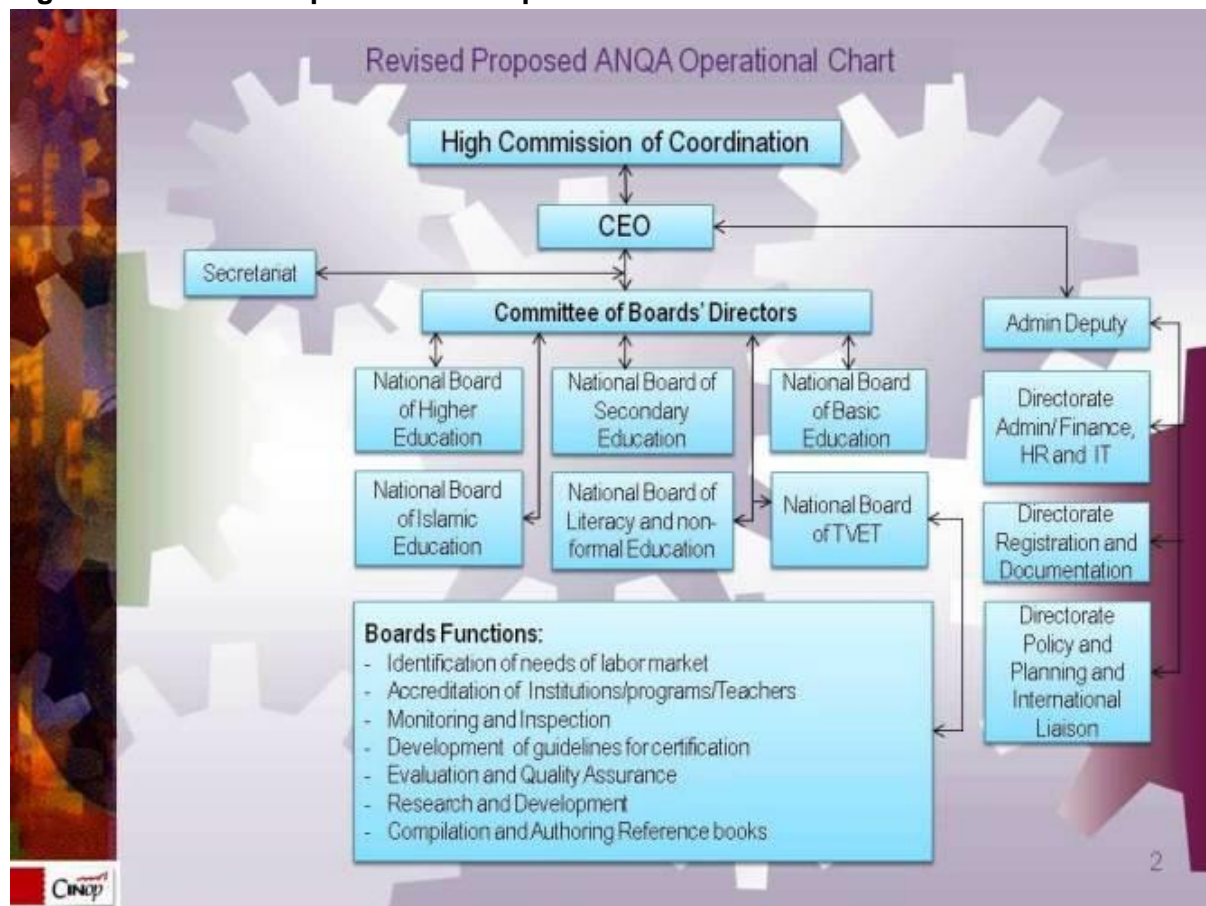 Revised Proposed ANQA Operational Chart
High Commission of Coordination
CEO
Secretariat
Committee of Boards' Directors
Admin Deputy
National Board
of Higher
Education
National Board of
Secondary
Education
National Board
of Basic
Education
Directorate
Admin/ Finance,
HR and IT
National Board
of Islamic
Education
National Board of
Literacy and non-
formal Education
National Board
of TVET
Directorate
Registration and
Documentation
Directorate
Policy and
Planning and
International
Liaison
Boards Functions:
- Identification of needs of labor market
- Accreditation of Institutions/programs/Teachers
- Monitoring and Inspection
- Development of guidelines for certification
- Evaluation and Quality Assurance
- Research and Development
- Compilation and Authoring Reference books
2
CINOP